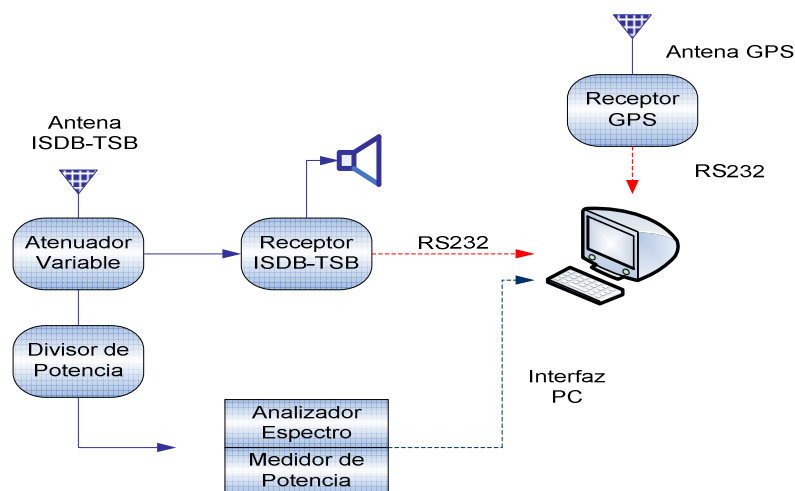 Antena GPS
Receptor
GPS
RS232
Antena
ISDB-TSB
Atenuador
Variable
Receptor
ISDB-TSB
RS232
Divisor de
Potencia
Interfaz
PC
Analizador
Espectro
Medidor de
Potencia